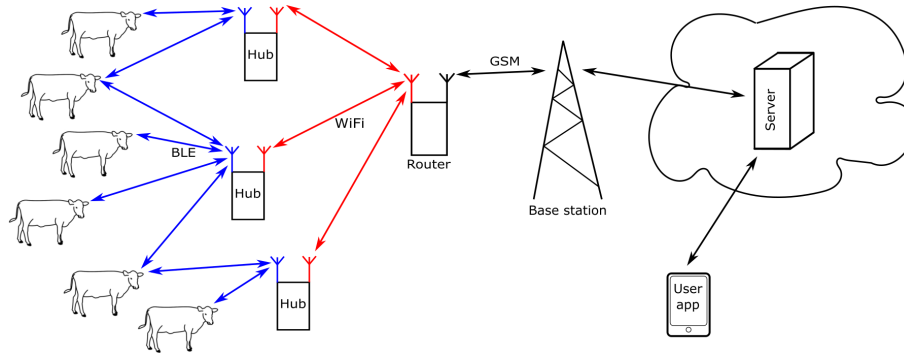 Hub
GSM
WiFi
Server
BLE
Router
Hub
Base station
Hub
User
app